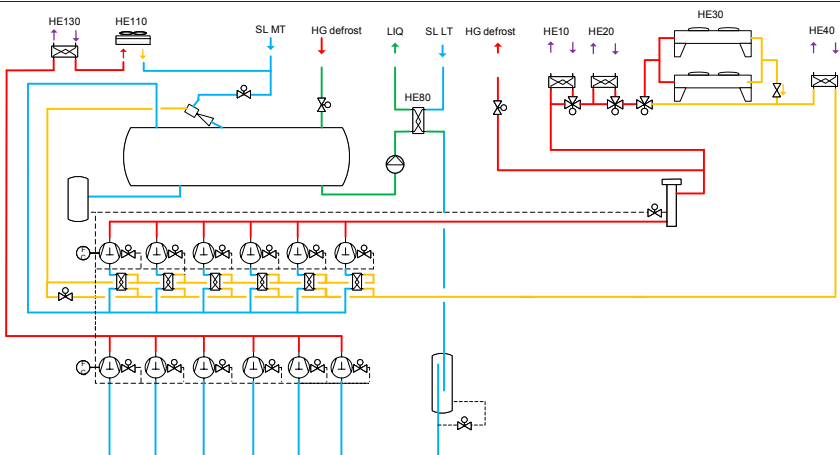 HE130
HE110
SL MT
HG defrost
LIQ
SL LT
HG defrost
HE10
HE20
HE30
HE40
HE80